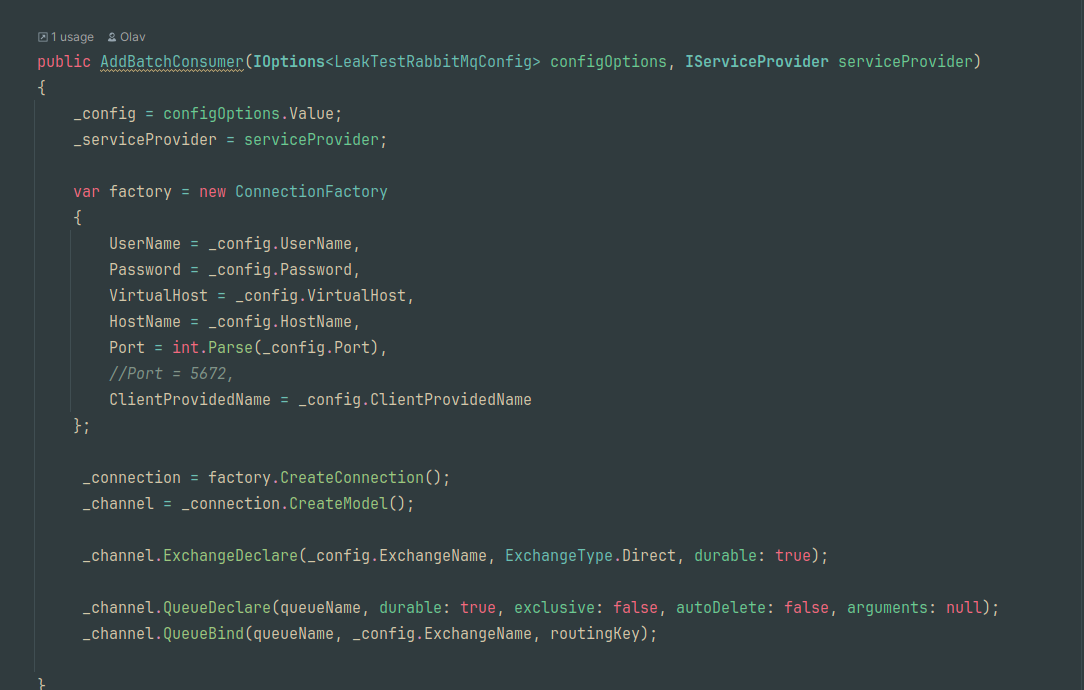 1 usage Olav
public AddBatchConsumer(IOptions<LeakTestRabbitMqConfig> configOptions, IServiceProvider serviceProvider)
{
    _config = configOptions.Value;
    _serviceProvider = serviceProvider;
    var factory = new ConnectionFactory
    {
        UserName = _config.UserName,
        Password = _config.Password,
        VirtualHost = _config.VirtualHost,
        HostName = _config.HostName,
        Port = int.Parse(_config.Port),
        //Port = 5672,
        ClientProvidedName = _config.ClientProvidedName
    };
     _connection = factory.CreateConnection();
     _channel = _connection.CreateModel();
     _channel.ExchangeDeclare(_config.ExchangeName, ExchangeType.Direct, durable: true);
     _channel.QueueDeclare(queueName, durable: true, exclusive: false, autoDelete: false, arguments: null);
     _channel.QueueBind(queueName, _config.ExchangeName, routingKey);
}